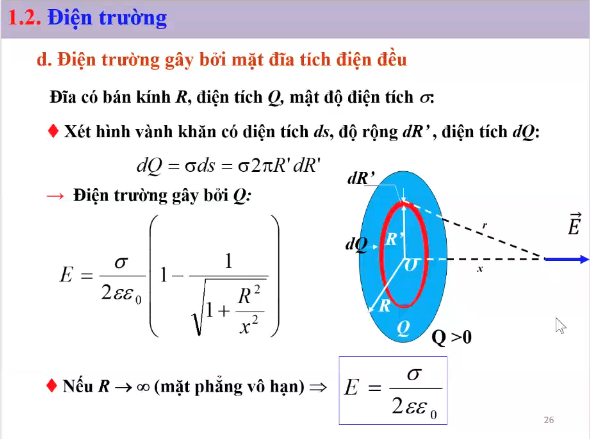 1.2. Điện trường
d. Điện trường gây bởi mặt đĩa tích điện đều
Đĩa có bán kính R, điện tích Q, mật độ điện tích σ:
♦ Xét hình vành khăn có diện tích ds, độ rộng dR', điện tích dQ:
dQ = σds = σ2πR'dR'
→ Điện trường gây bởi Q:
E = σ/(2εε₀) (1 − 1/√(1 + R²/x²))
dR'
dQ
R'
O
r
x
E⃗
R
Q
Q >0
♦ Nếu R → ∞ (mặt phẳng vô hạn) ⇒ E = σ/(2εε₀)
26